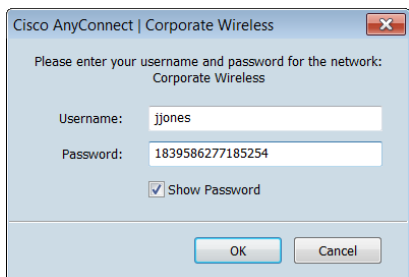 Cisco AnyConnect | Corporate Wireless
Please enter your username and password for the network:
Corporate Wireless
Username: jjones
Password: 1839586277185254
Show Password
OK Cancel